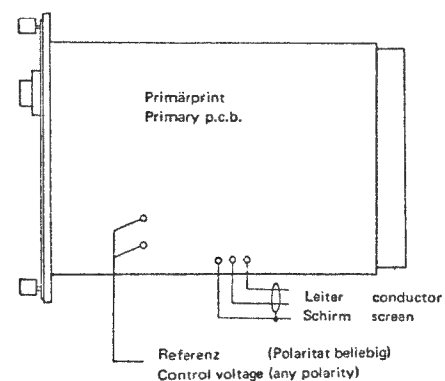 Primärprint
Primary p.c.b.
Leiter conductor
Schirm screen
Referenz (Polaritat beliebig)
Control voltage (any polarity)